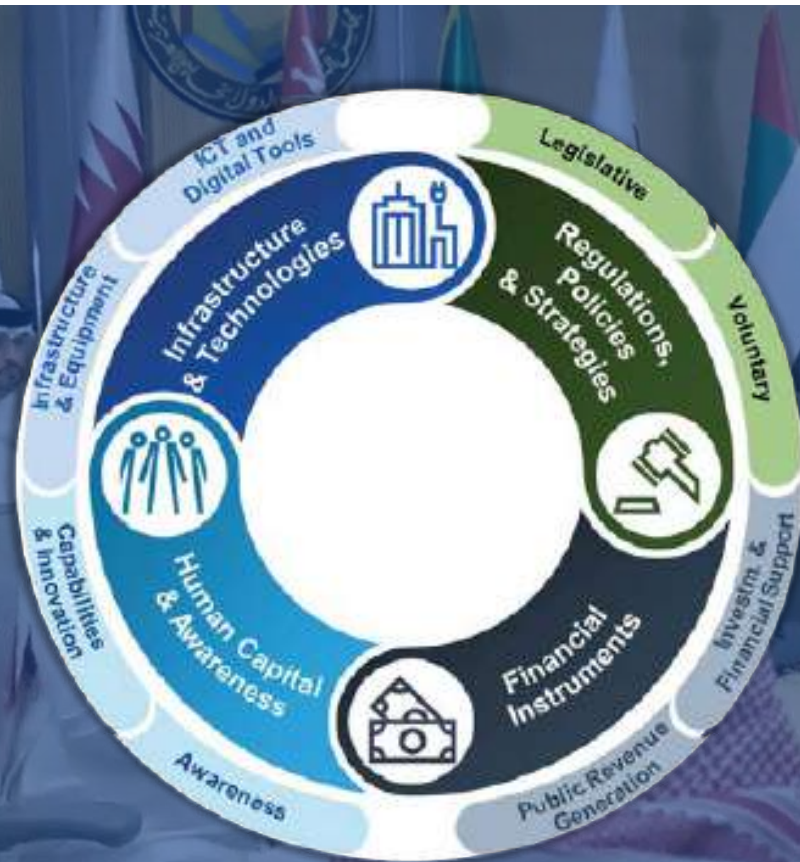 ICT and
Digital Tools
Legislative
Infrastructure
& Technologies
Regulations,
Policies
& Strategies
Infrastructure
& Equipment
Voluntary
Capabilities
& Innovation
Human Capital
& Awareness
Financial
Instruments
Investm. &
Financial Support
Awareness
Public Revenue
Generation